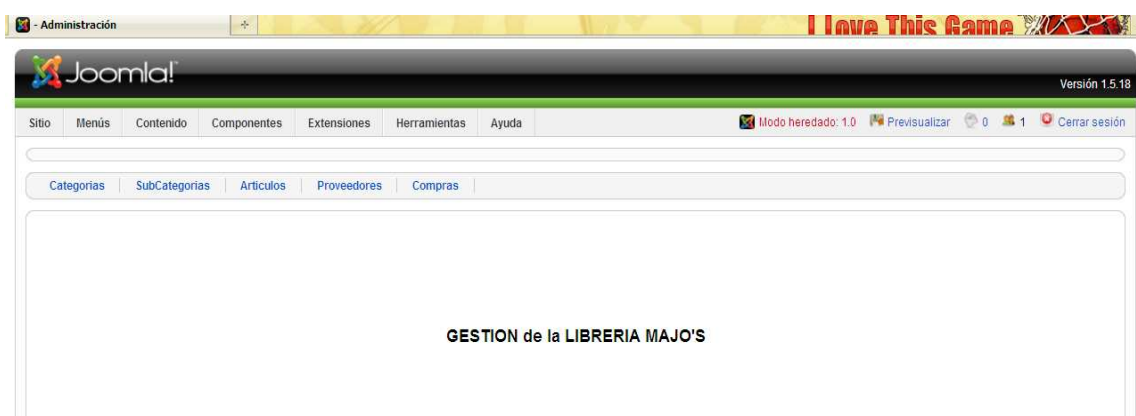 - Administración I Love This Game
Joomla!
Versión 1.5.18
Sitio Menús Contenido Componentes Extensiones Herramientas Ayuda Modo heredado: 1.0 Previsualizar 0 1 Cerrar sesión
Categorias SubCategorias Articulos Proveedores Compras
GESTION de la LIBRERIA MAJO'S